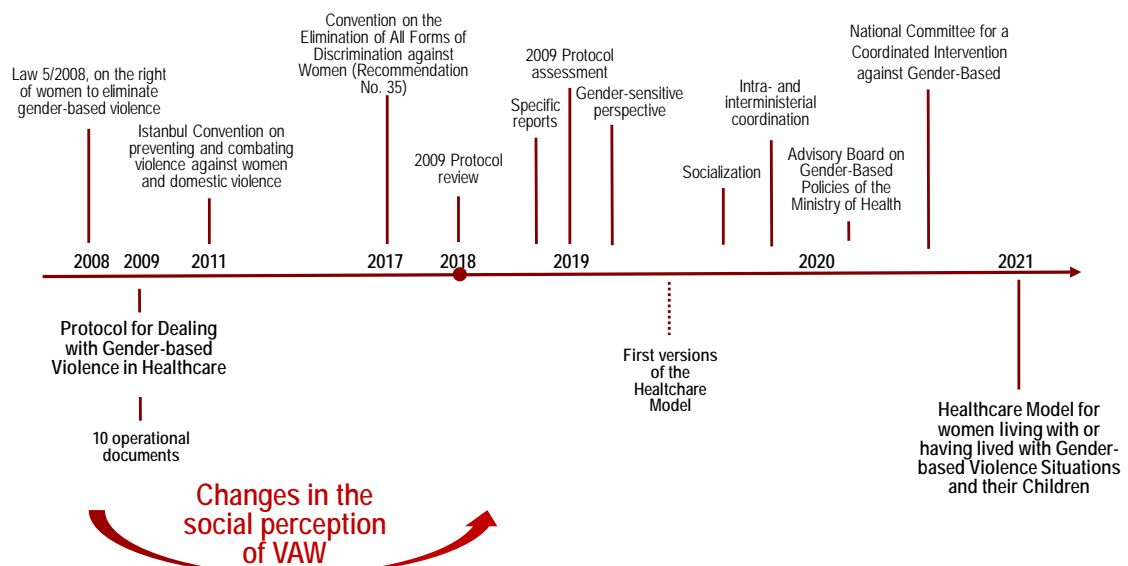 Law 5/2008, on the right
of women to eliminate
gender-based violence
Istanbul Convention on
preventing and combating
violence against women
and domestic violence
Convention on the
Elimination of All Forms of
Discrimination against
Women (Recommendation
No. 35)
2009 Protocol
review
Specific
reports
2009 Protocol
assessment
Gender-sensitive
perspective
Socialization
Intra- and
interministerial
coordination
Advisory Board on
Gender-Based
Policies of the
Ministry of Health
National Committee for a
Coordinated Intervention
against Gender-Based
2008
2009
2011
2017
2018
2019
2020
2021
Protocol for Dealing
with Gender-based
Violence in Healthcare
10 operational
documents
First versions
of the
Healtchare
Model
Healthcare Model for
women living with or
having lived with Gender-
based Violence Situations
and their Children
Changes in the
social perception
of VAW